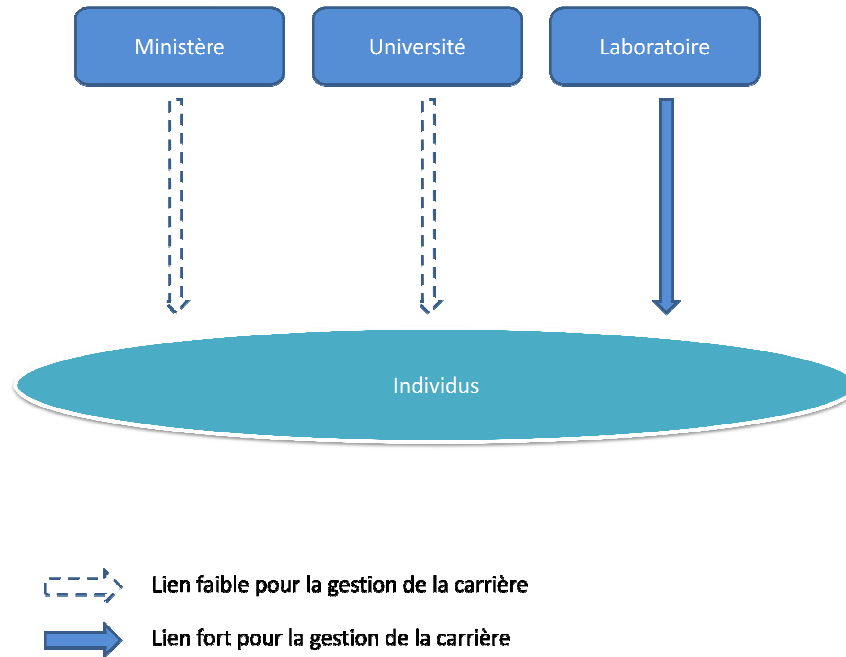 Ministère
Université
Laboratoire
Individus
Lien faible pour la gestion de la carrière
Lien fort pour la gestion de la carrière